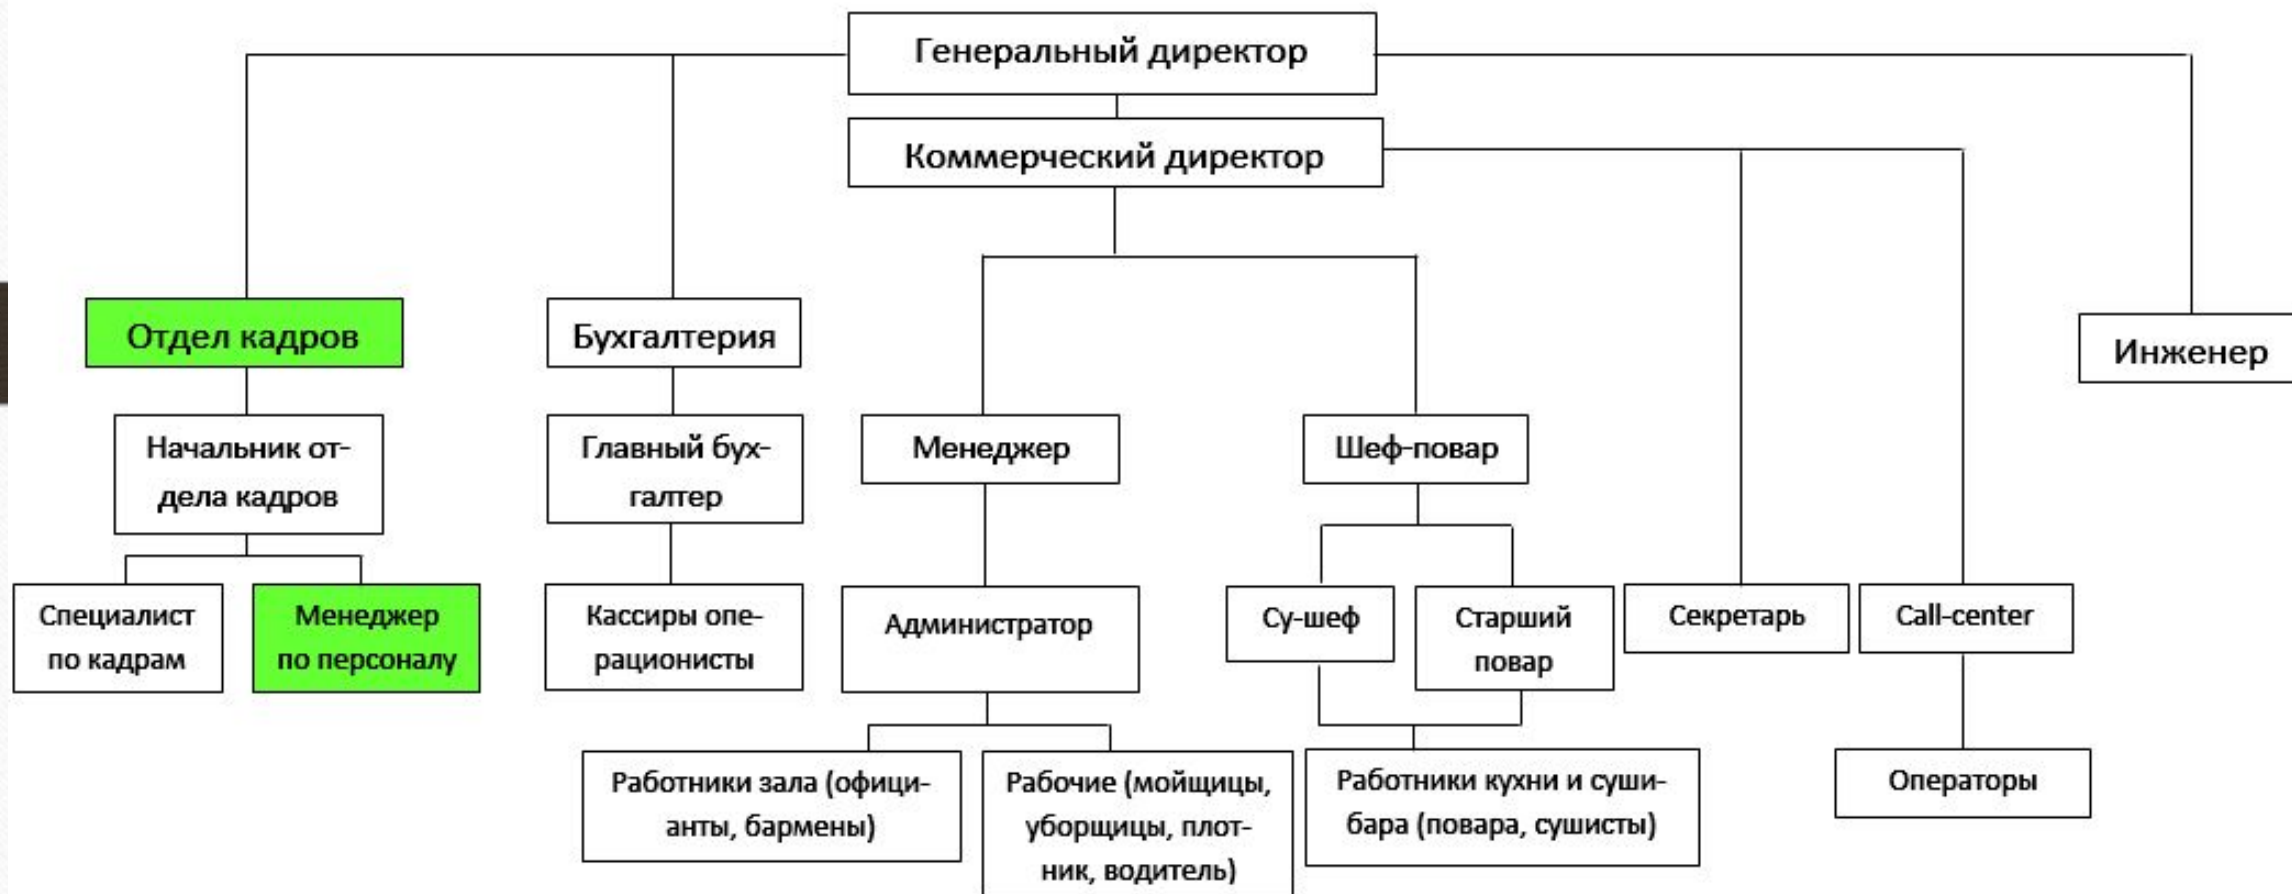 Генеральный директор
Коммерческий директор
Отдел кадров
Бухгалтерия
Инженер
Начальник от-
дела кадров
Главный бух-
галтер
Менеджер
Шеф-повар
Специалист
по кадрам
Менеджер
по персоналу
Кассиры опе-
рационисты
Администратор
Су-шеф
Старший
повар
Секретарь
Call-center
Работники зала (офици-
анты, бармены)
Рабочие (мойщицы,
уборщицы, плот-
ник, водитель)
Работники кухни и суши-
бара (повара, сушисты)
Операторы